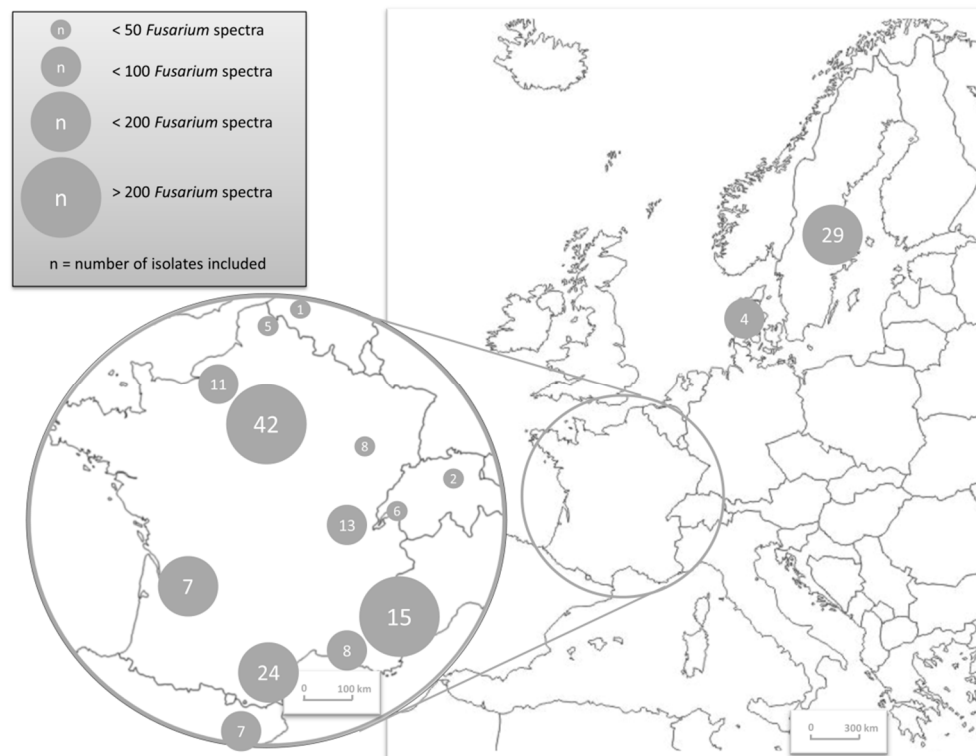 n < 50 Fusarium spectra
n < 100 Fusarium spectra
n < 200 Fusarium spectra
n > 200 Fusarium spectra
n = number of isolates included
29
4
1
5
11
42
8
2
6
13
7
15
8
24
7
0 100 km
0 300 km